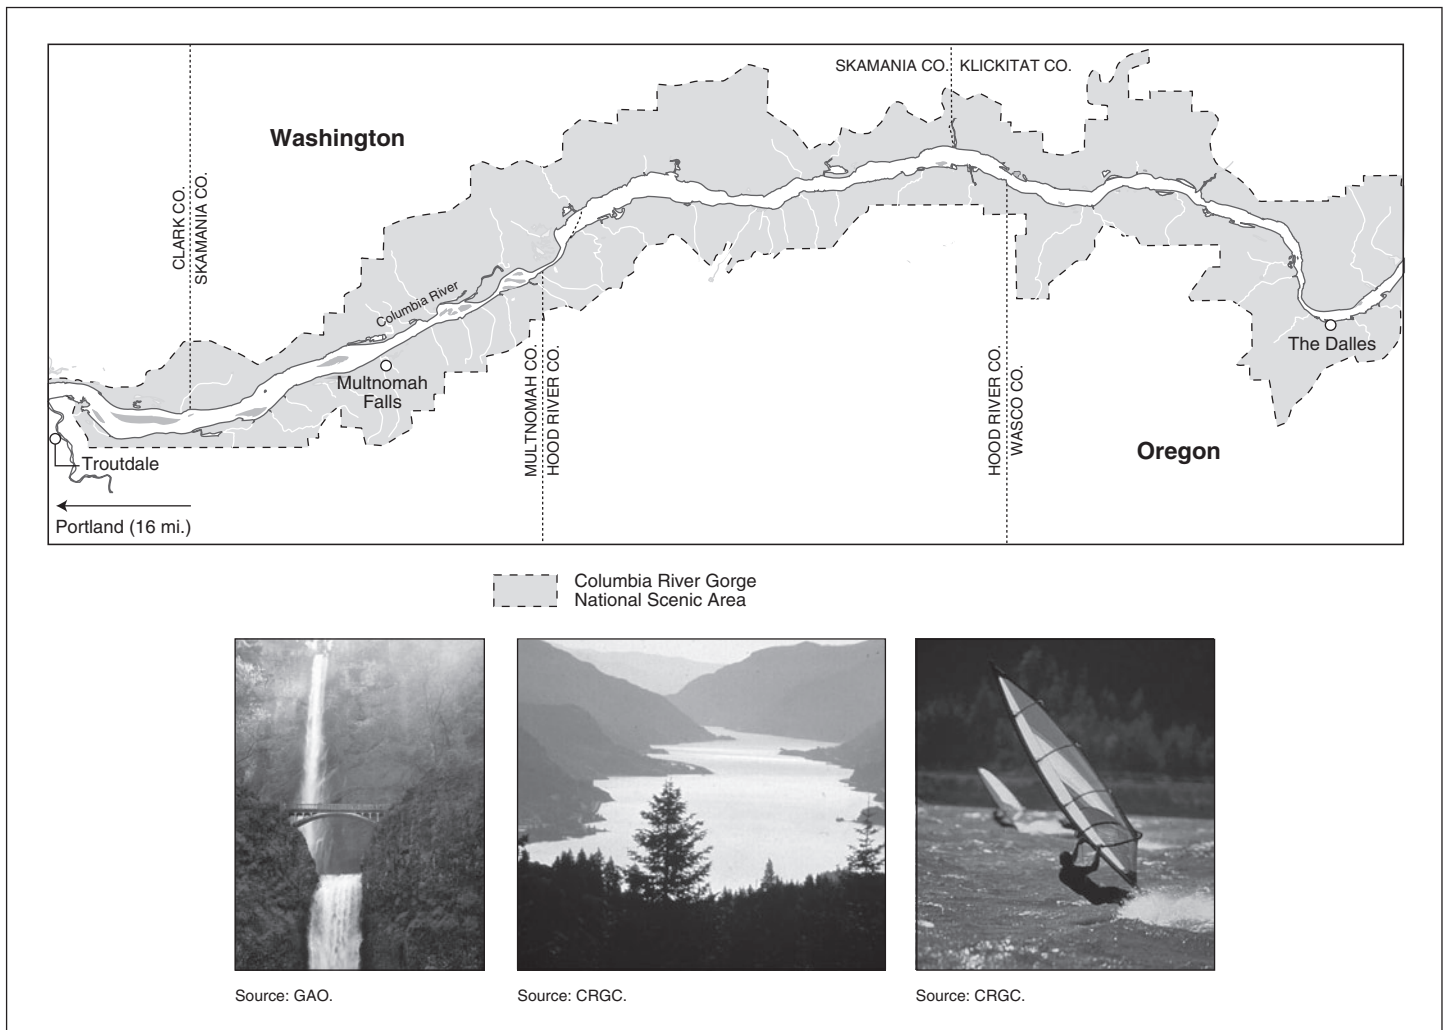 SKAMANIA CO.
KLICKITAT CO.
Washington
CLARK CO.
SKAMANIA CO.
Columbia River
Multnomah
Falls
MULTNOMAH CO.
HOOD RIVER CO.
HOOD RIVER CO.
WASCO CO.
The Dalles
Oregon
Troutdale
Portland (16 mi.)
Columbia River Gorge
National Scenic Area
Source: GAO.
Source: CRGC.
Source: CRGC.